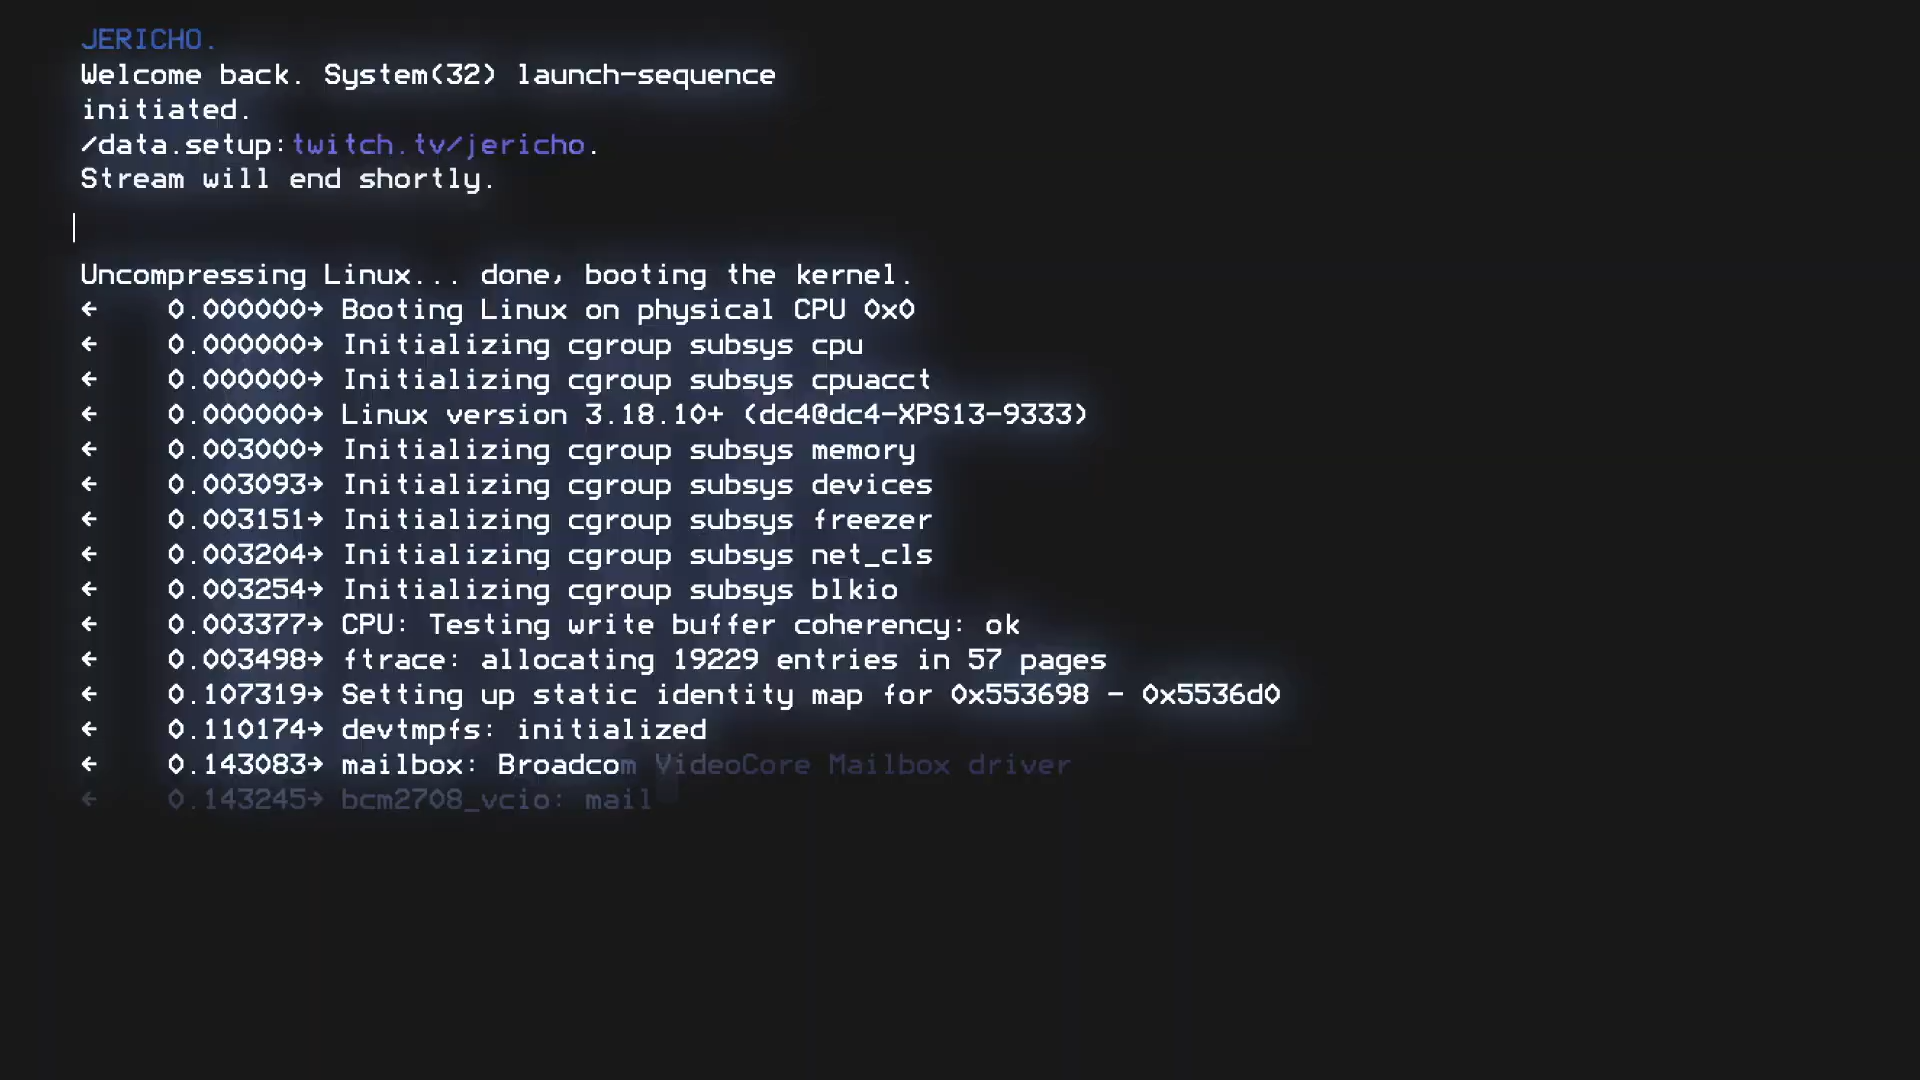 JERICHO.
Welcome back. System(32) launch-sequence
initiated.
/data.setup:twitch.tv/jericho.
Stream will end shortly.
Uncompressing Linux... done, booting the kernel.
← 0.000000→ Booting Linux on physical CPU 0x0
← 0.000000→ Initializing cgroup subsys cpu
← 0.000000→ Initializing cgroup subsys cpuacct
← 0.000000→ Linux version 3.18.10+ (dc4@dc4-XPS13-9333)
← 0.003000→ Initializing cgroup subsys memory
← 0.003093→ Initializing cgroup subsys devices
← 0.003151→ Initializing cgroup subsys freezer
← 0.003204→ Initializing cgroup subsys net_cls
← 0.003254→ Initializing cgroup subsys blkio
← 0.003377→ CPU: Testing write buffer coherency: ok
← 0.003498→ ftrace: allocating 19229 entries in 57 pages
← 0.107319→ Setting up static identity map for 0x553698 - 0x5536d0
← 0.110174→ devtmpfs: initialized
← 0.143083→ mailbox: Broadcom VideoCore Mailbox driver
← 0.143245→ bcm2708_vcio: mail